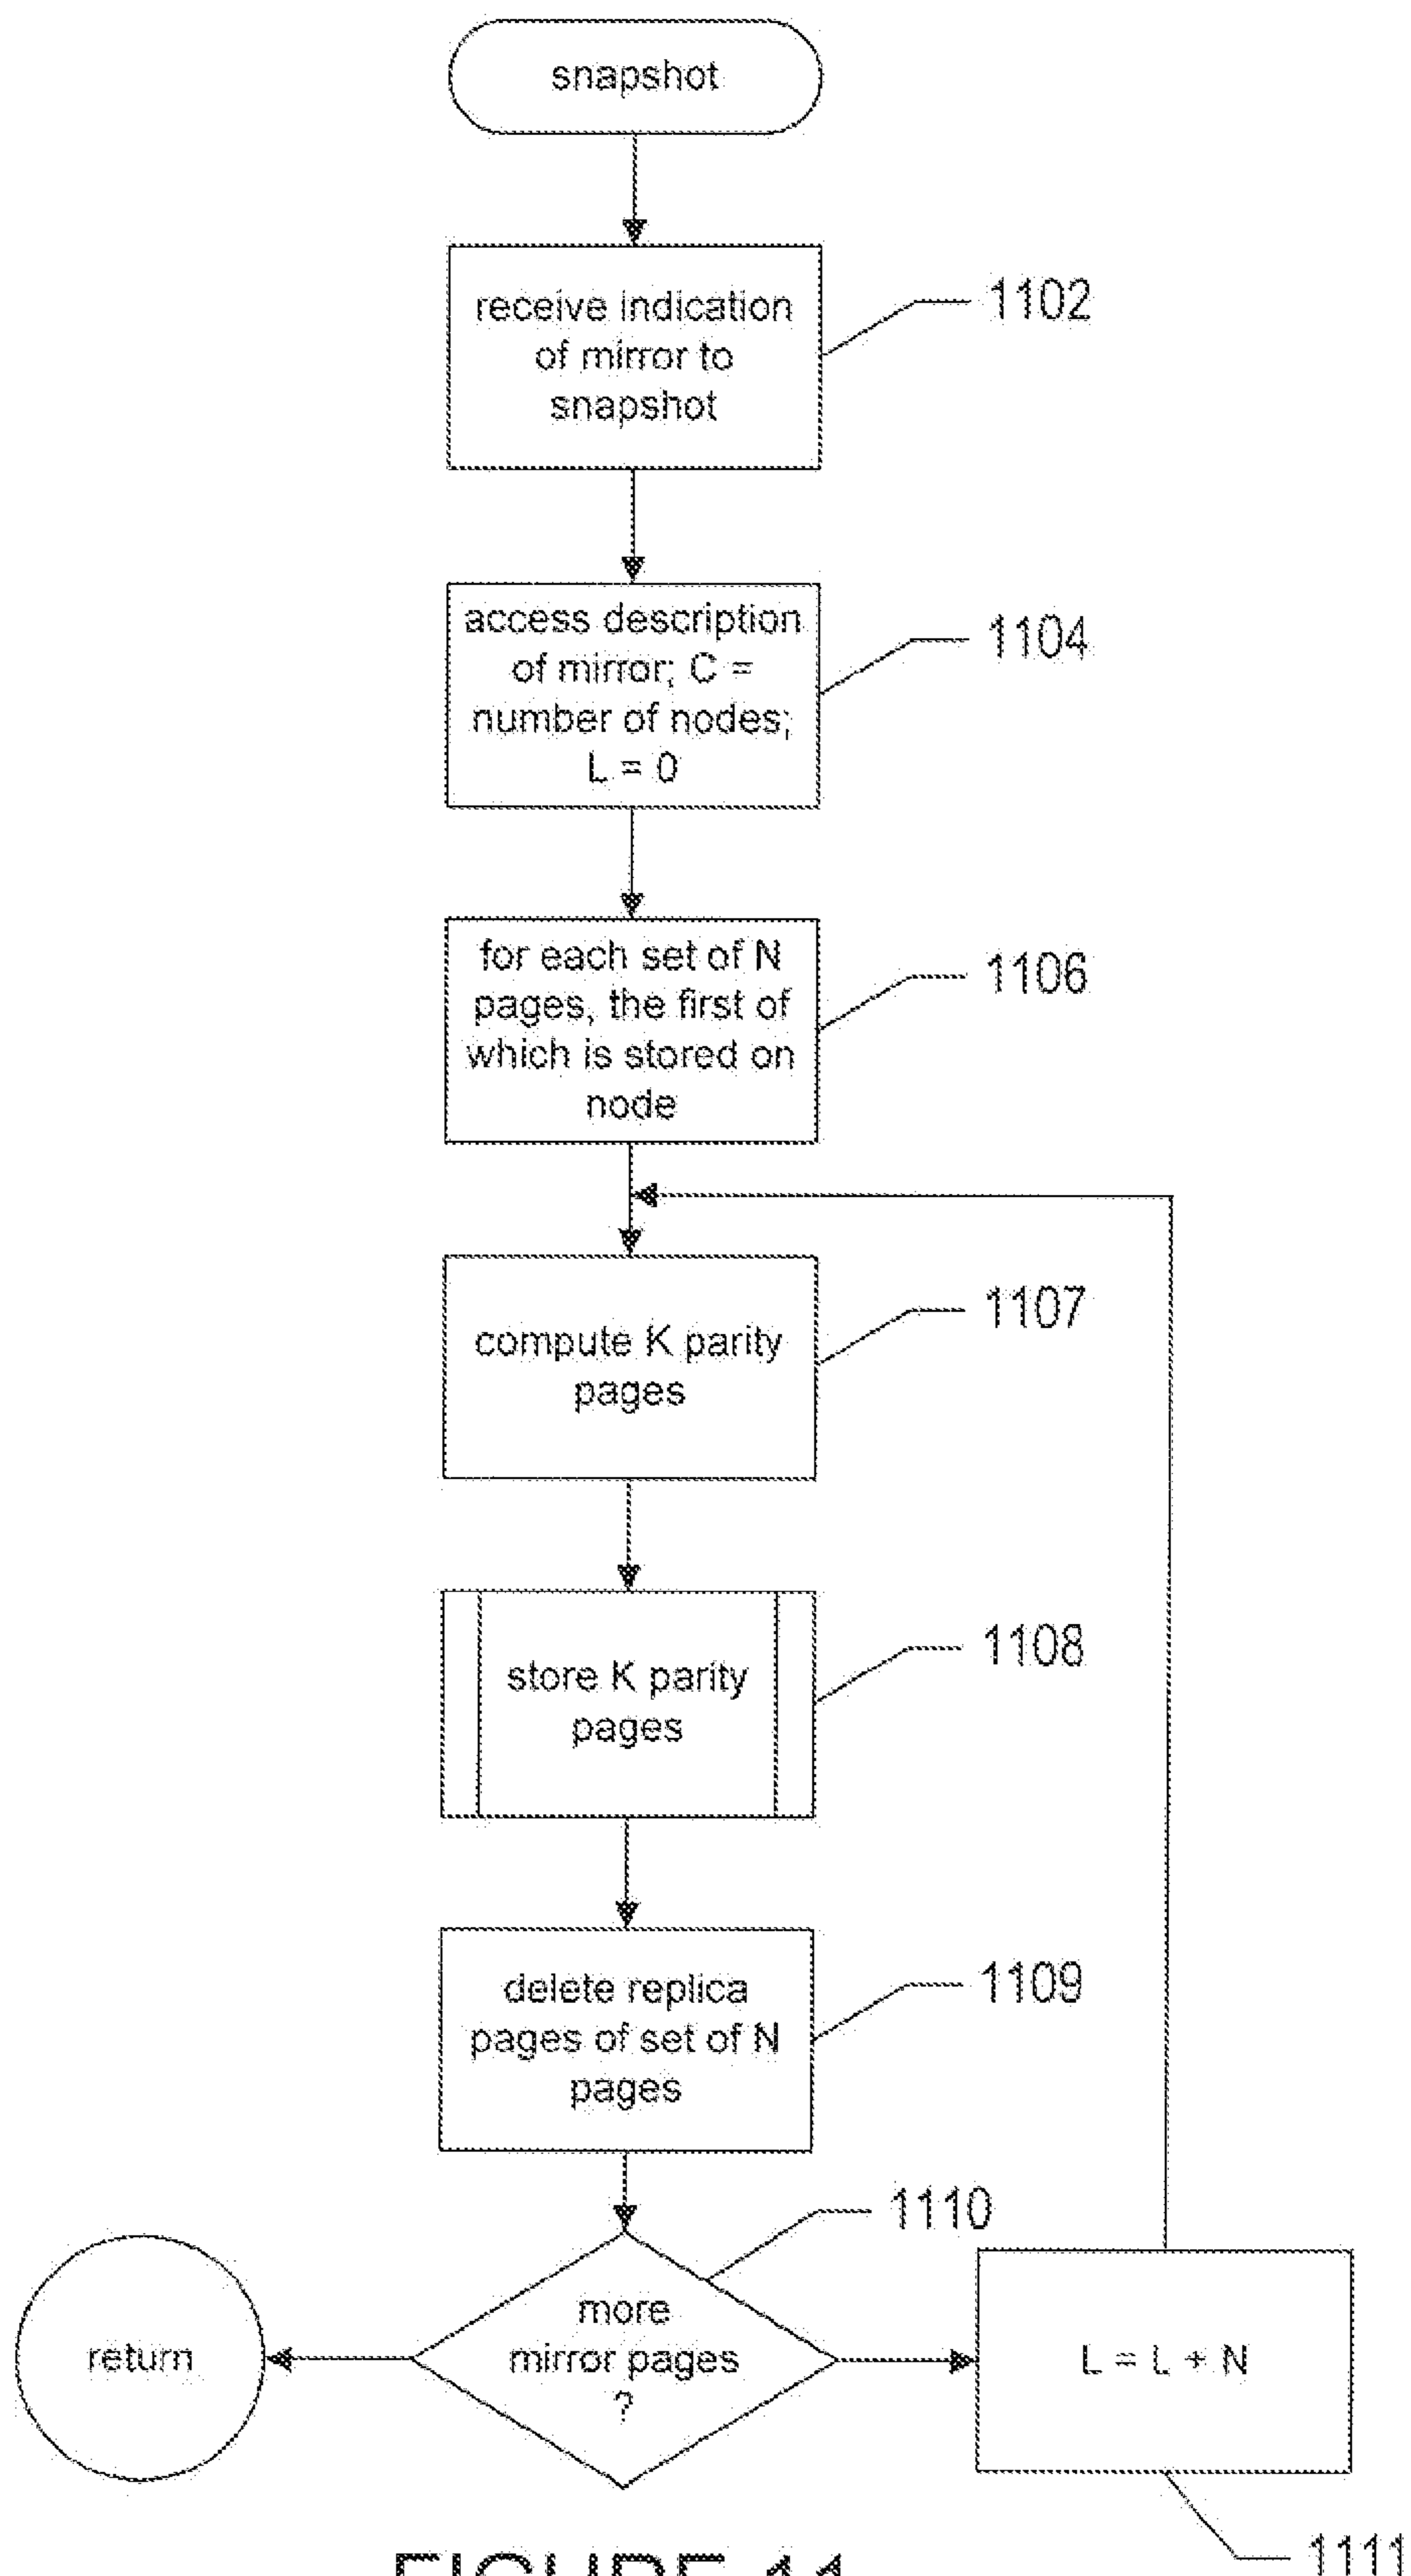 snapshot
receive indication
of mirror to
snapshot
1102
access description
of mirror; C =
number of nodes;
L = 0
1104
for each set of N
pages, the first of
which is stored on
node
1106
compute K parity
pages
1107
store K parity
pages
1108
delete replica
pages of set of N
pages
1109
more
mirror pages
?
1110
return
L = L + N
1111
FIGURE 11